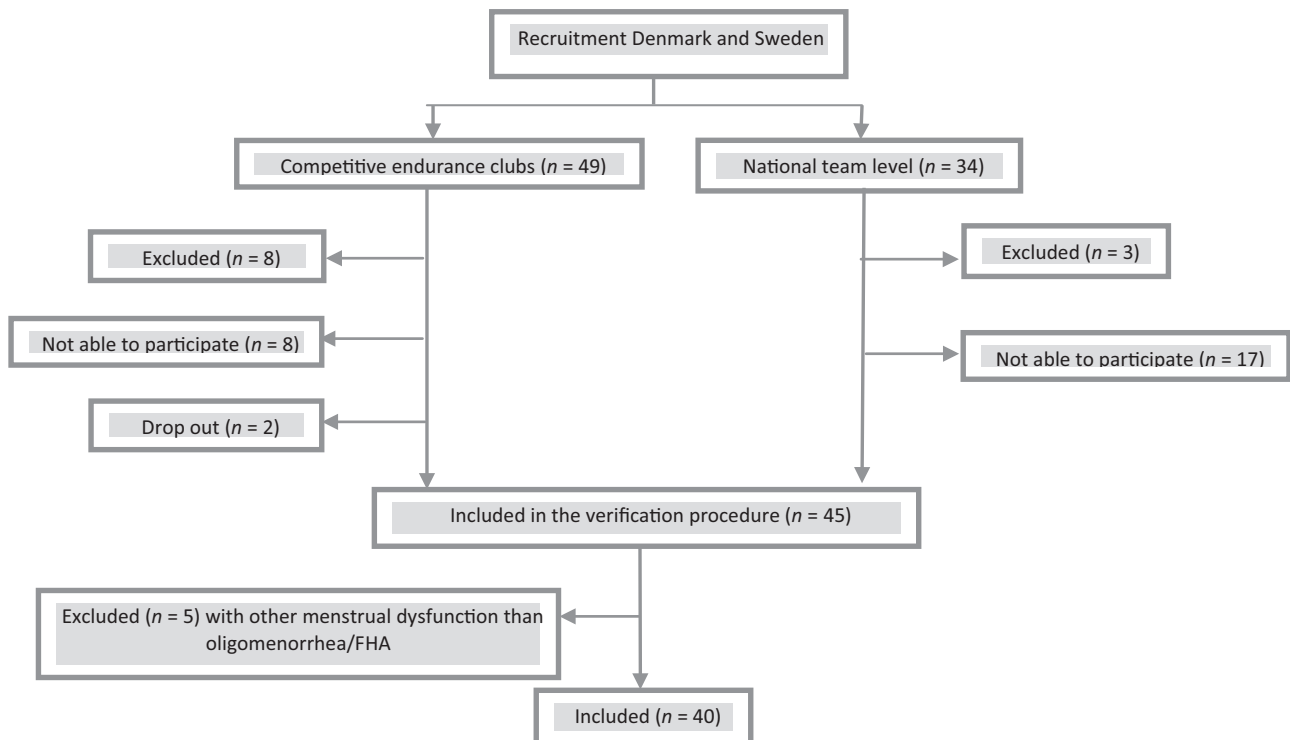 Recruitment Denmark and Sweden
Competitive endurance clubs (n = 49)
National team level (n = 34)
Excluded (n = 8)
Excluded (n = 3)
Not able to participate (n = 8)
Not able to participate (n = 17)
Drop out (n = 2)
Included in the verification procedure (n = 45)
Excluded (n = 5) with other menstrual dysfunction than
oligomenorrhea/FHA
Included (n = 40)